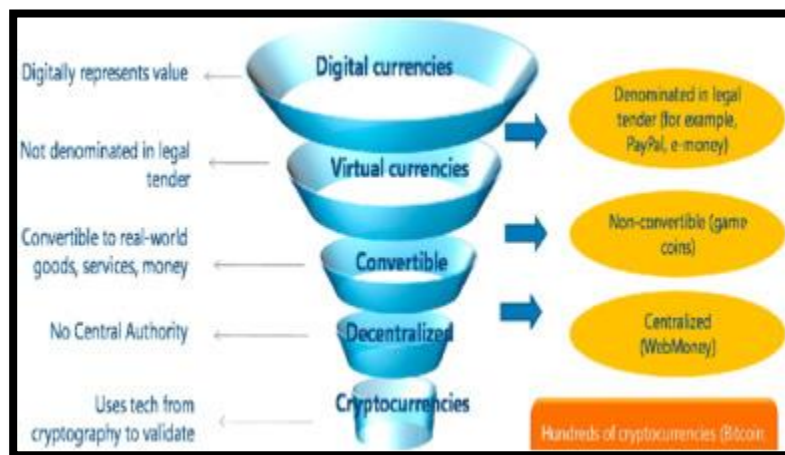 Digitally represents value
Digital currencies
Denominated in legal
tender (for example,
PayPal, e-money)
Not denominated in legal
tender
Virtual currencies
Convertible to real-world
goods, services, money
Convertible
Non-convertible (game
coins)
No Central Authority
Decentralized
Centralized
(WebMoney)
Uses tech from
cryptography to validate
Cryptocurrencies
Hundreds of cryptocurrencies (Bitcoin